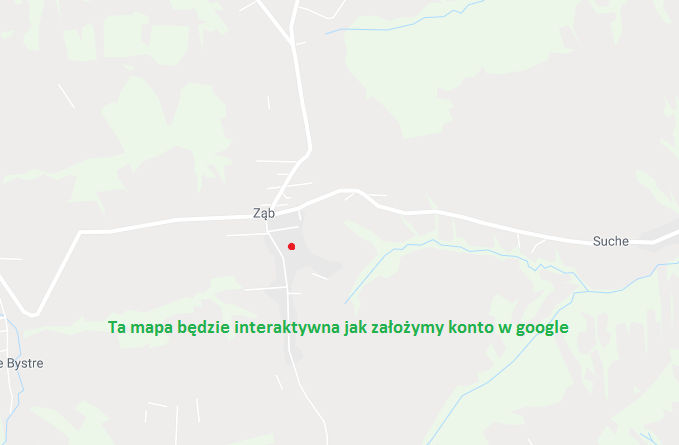 Ząb
Suche
Ta mapa będzie interaktywna jak założymy konto w google
e Bystre